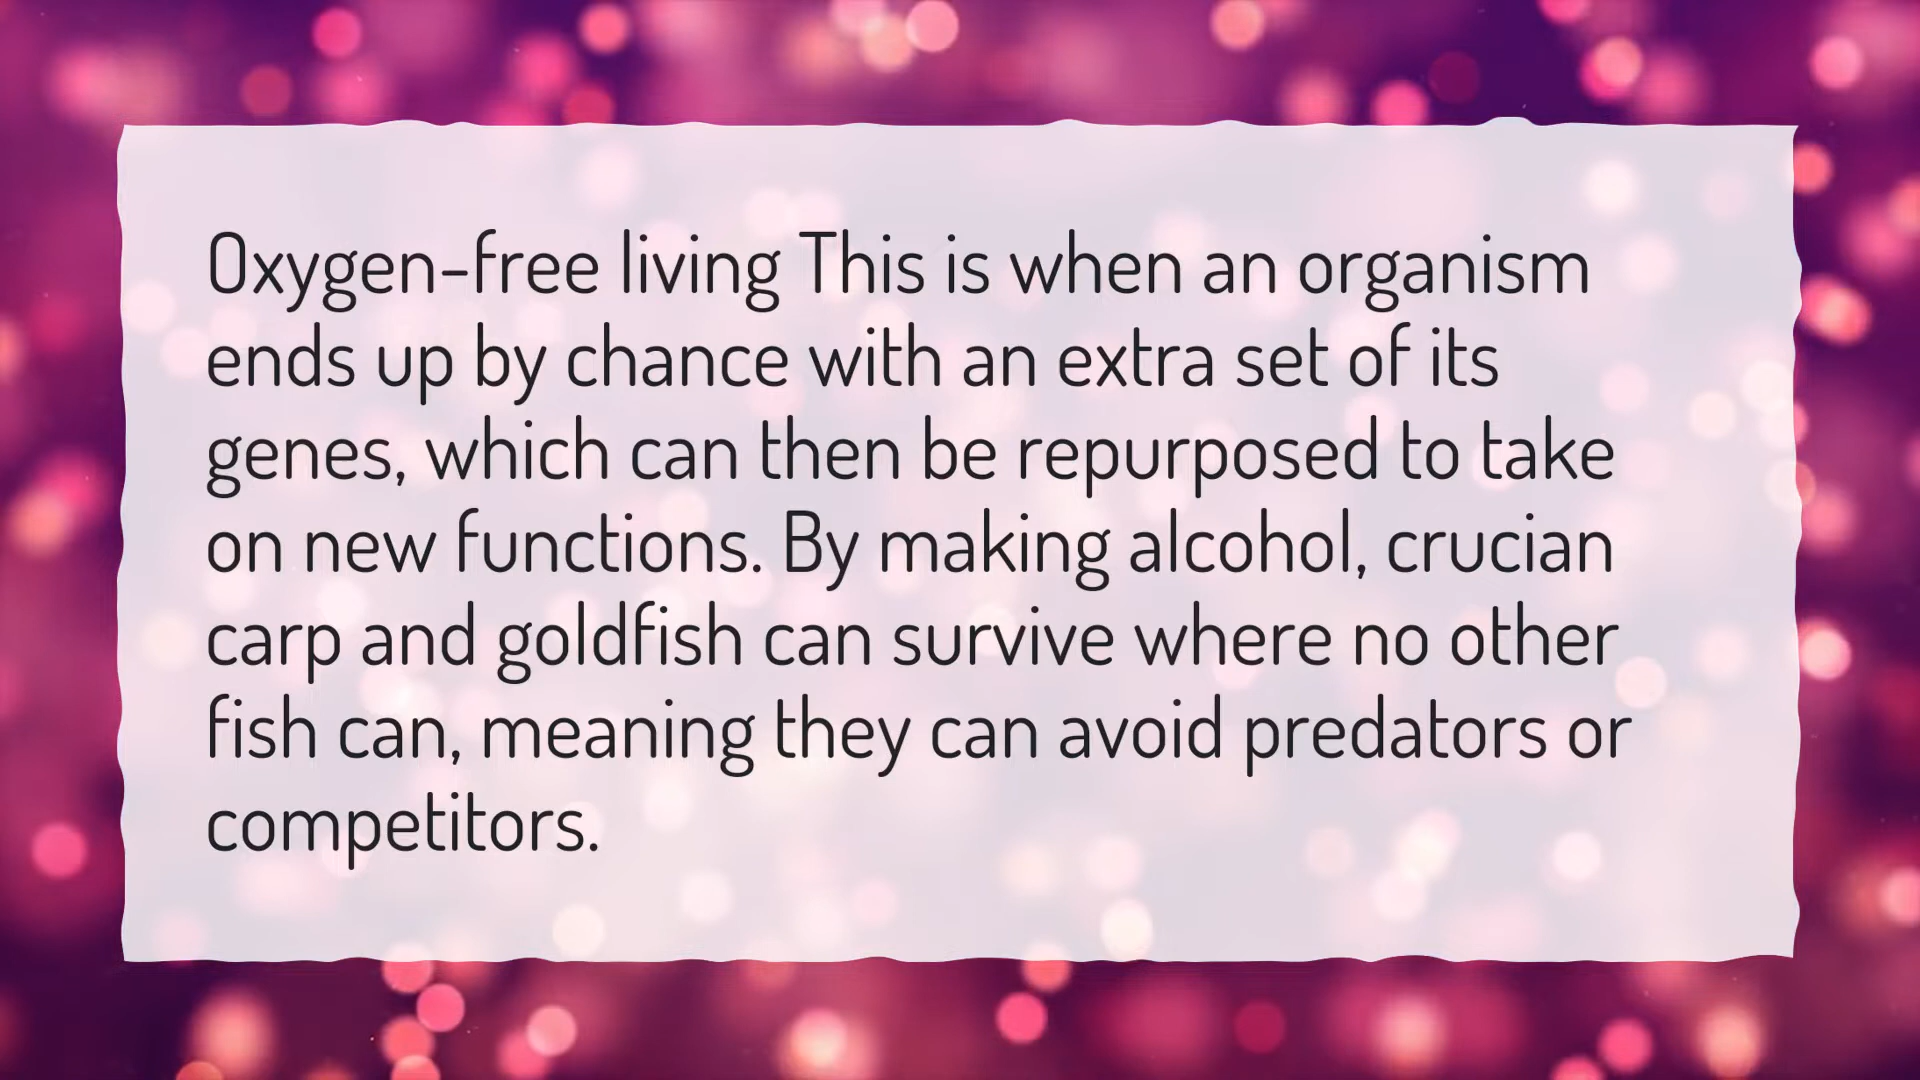 Oxygen-free living This is when an organism
ends up by chance with an extra set of its
genes, which can then be repurposed to take
on new functions. By making alcohol, crucian
carp and goldfish can survive where no other
fish can, meaning they can avoid predators or
competitors.